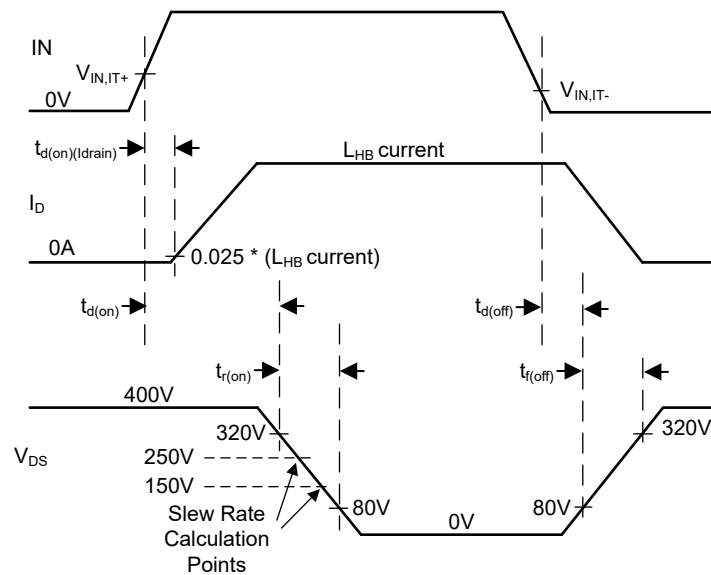 IN
V_IN,IT+
0V
V_IN,IT-
t_d(on)(Idrain)
L_HB current
I_D
0A
0.025 * (L_HB current)
t_d(on)
t_d(off)
t_r(on)
t_f(off)
400V
320V
320V
V_DS
250V
150V
80V
0V
80V
Slew Rate
Calculation
Points